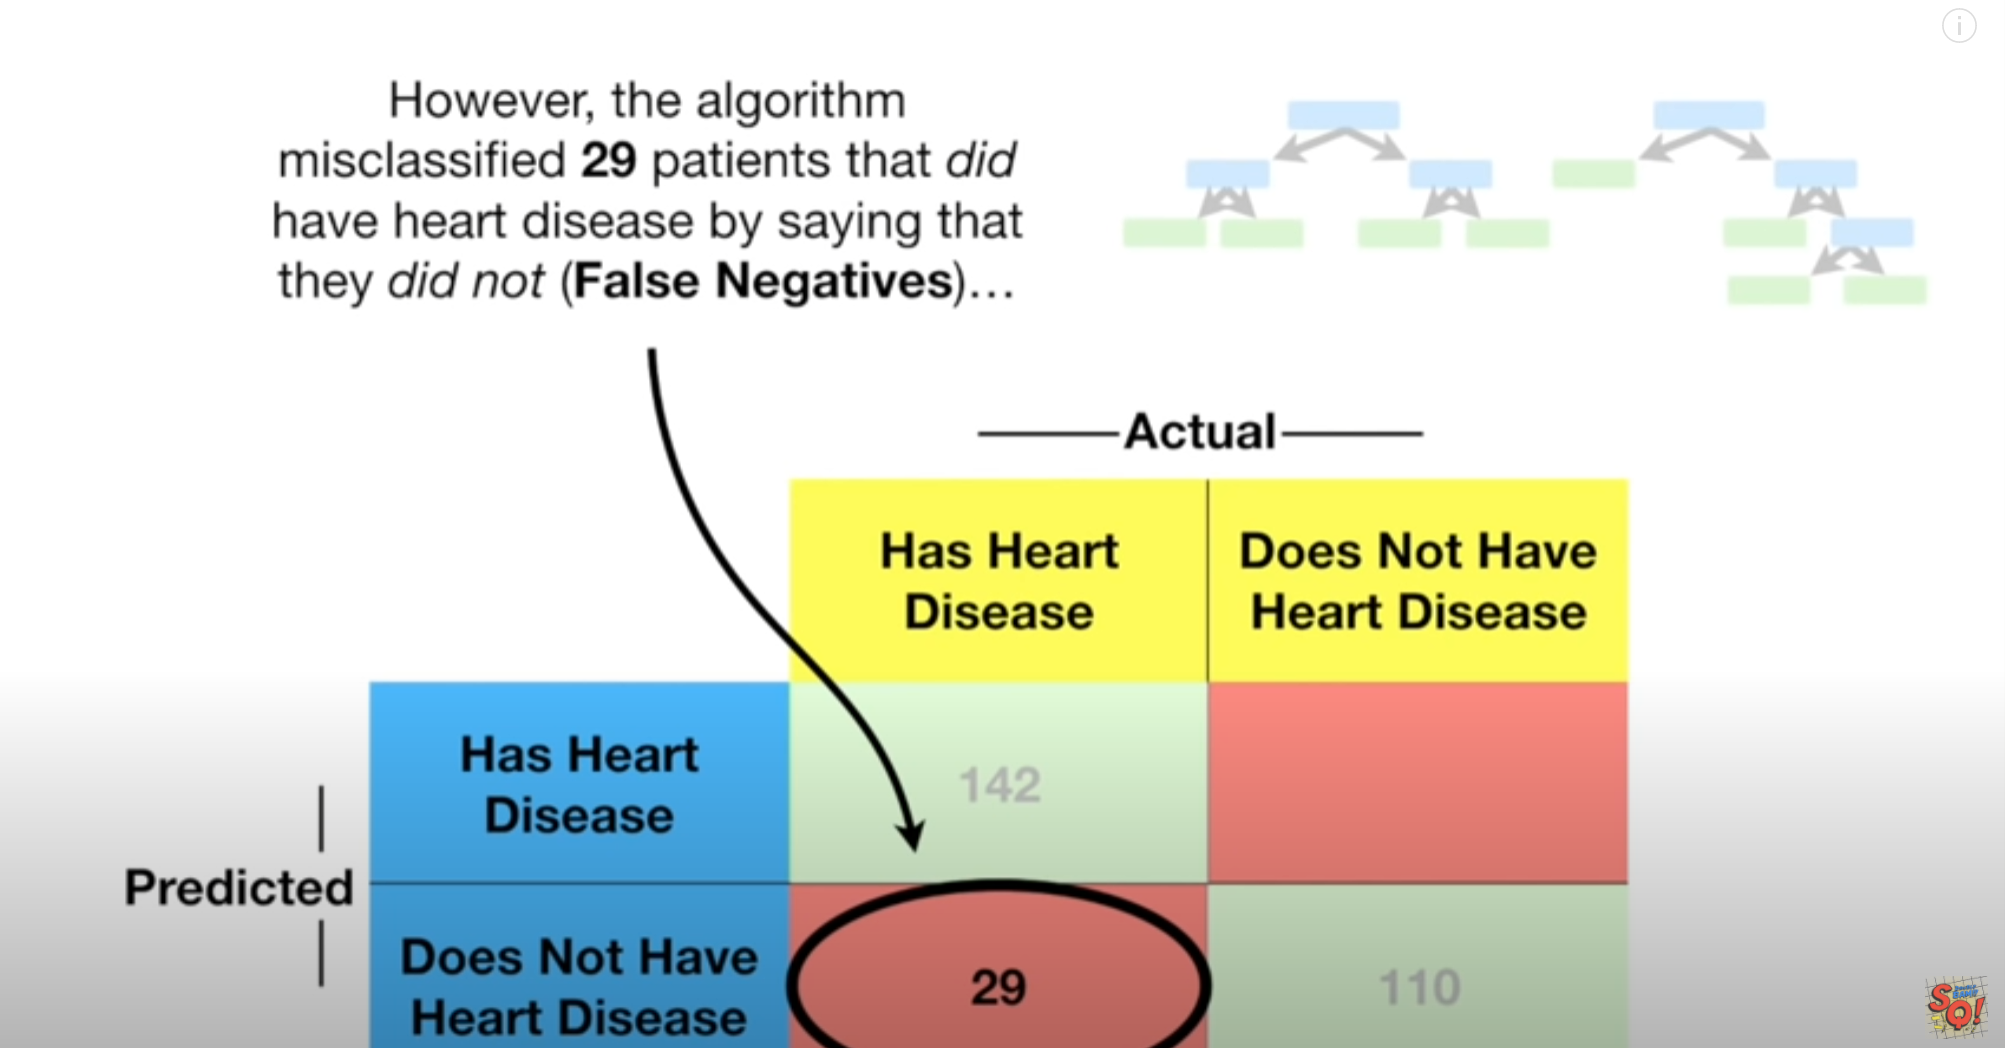 However, the algorithm
misclassified 29 patients that did
have heart disease by saying that
they did not (False Negatives)...
Actual
Has Heart
Disease
Does Not Have
Heart Disease
Has Heart
Disease
142
Predicted
Does Not Have
Heart Disease
29
110
SQ!